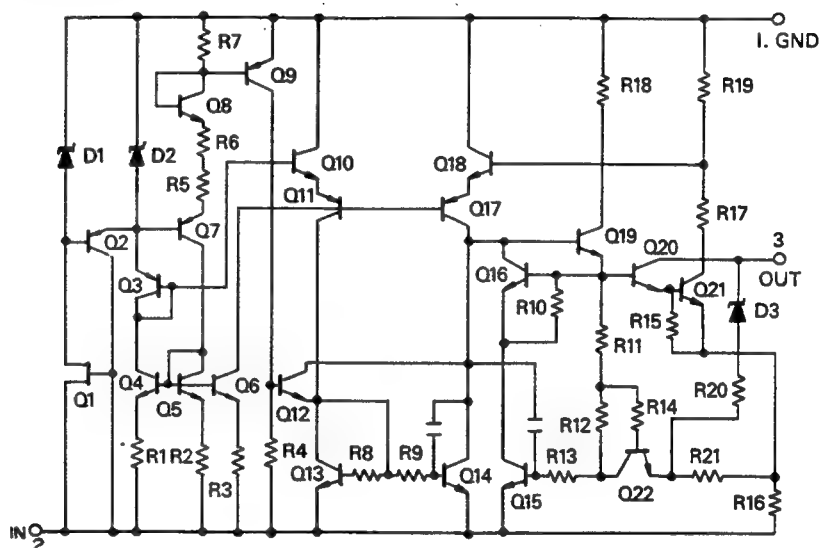 R7
1. GND
Q9
R18
R19
Q8
R6
D1
D2
Q10
Q18
R5
Q11
Q17
R17
Q2
Q7
Q19
Q20
3
OUT
Q3
Q16
Q21
R10
R15
D3
R11
Q4
Q5
Q6
Q1
Q12
R20
R12
R14
R1
R2
R4
R8
R9
R13
R21
R3
Q13
Q14
Q15
Q22
R16
IN
2